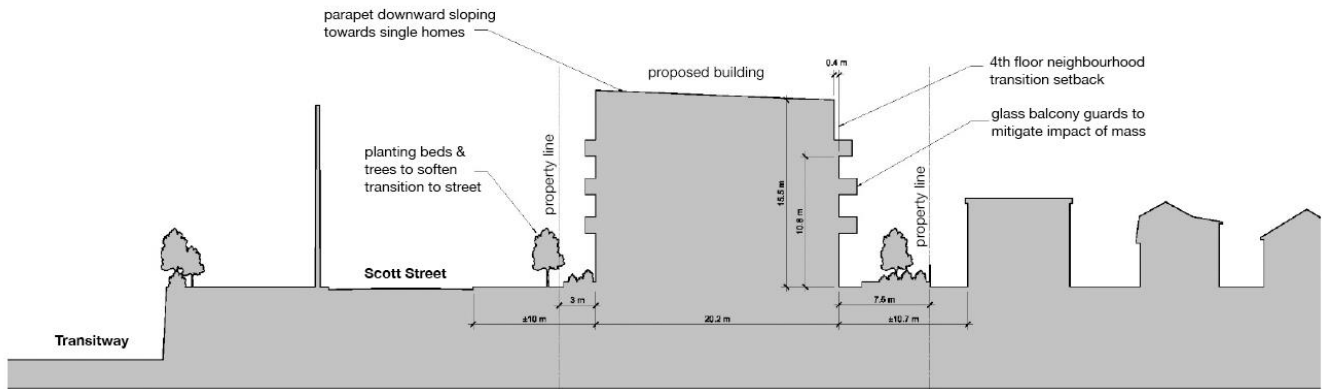 parapet downward sloping
towards single homes
proposed building
0.4 m
4th floor neighbourhood
transition setback
glass balcony guards to
mitigate impact of mass
planting beds &
trees to soften
transition to street
property line
15.5 m
10.8 m
property line
Scott Street
3 m
7.5 m
±10 m
20.2 m
±10.7 m
Transitway